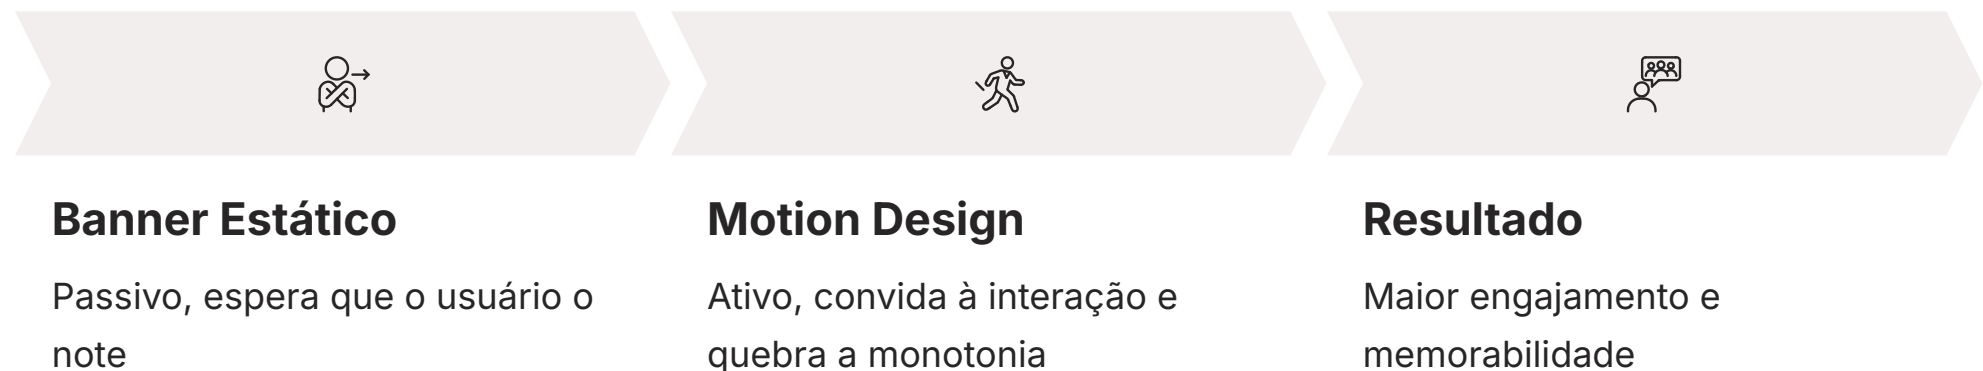 Banner Estático
Passivo, espera que o usuário o
note
Motion Design
Ativo, convida à interação e
quebra a monotonia
Resultado
Maior engajamento e
memorabilidade